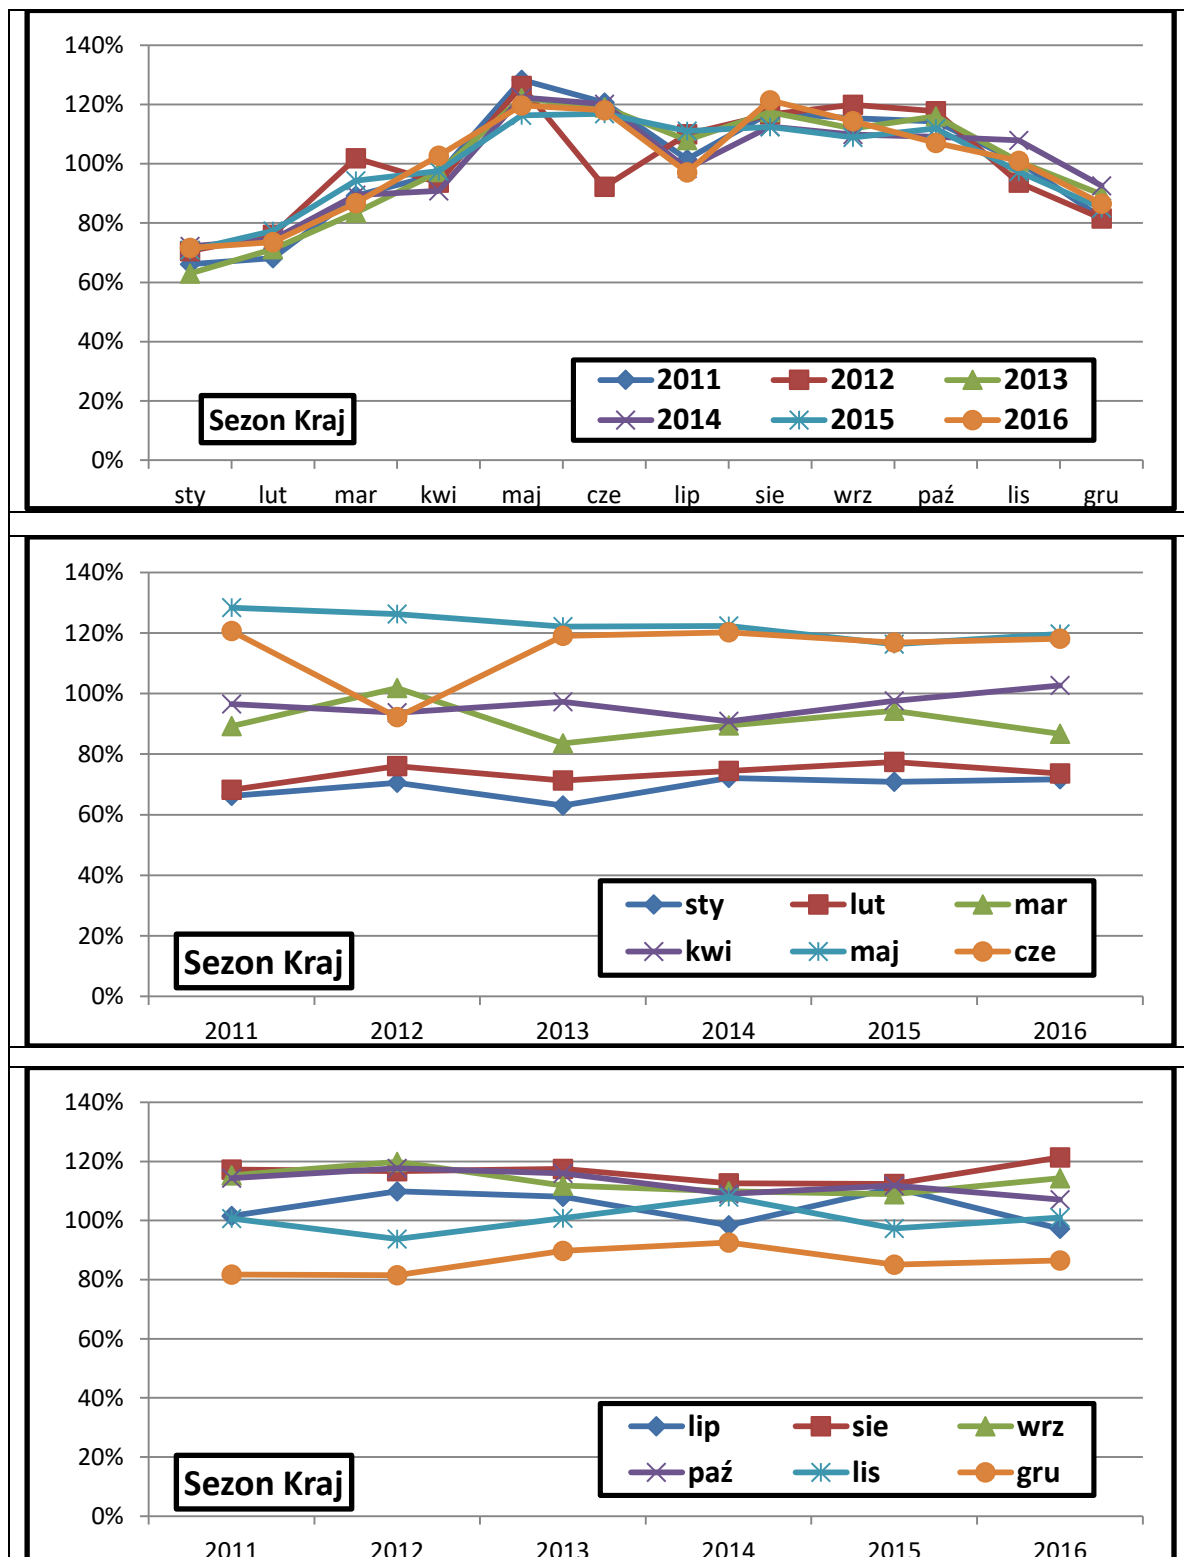 140%
120%
100%
80%
60%
40%
20%
0%
2011 2012 2013
2014 2015 2016
Sezon Kraj
sty lut mar kwi maj cze lip sie wrz paź lis gru
140%
120%
100%
80%
60%
40%
20%
0%
sty lut mar
kwi maj cze
Sezon Kraj
2011 2012 2013 2014 2015 2016
140%
120%
100%
80%
60%
40%
20%
0%
lip sie wrz
paź lis gru
Sezon Kraj
2011 2012 2013 2014 2015 2016